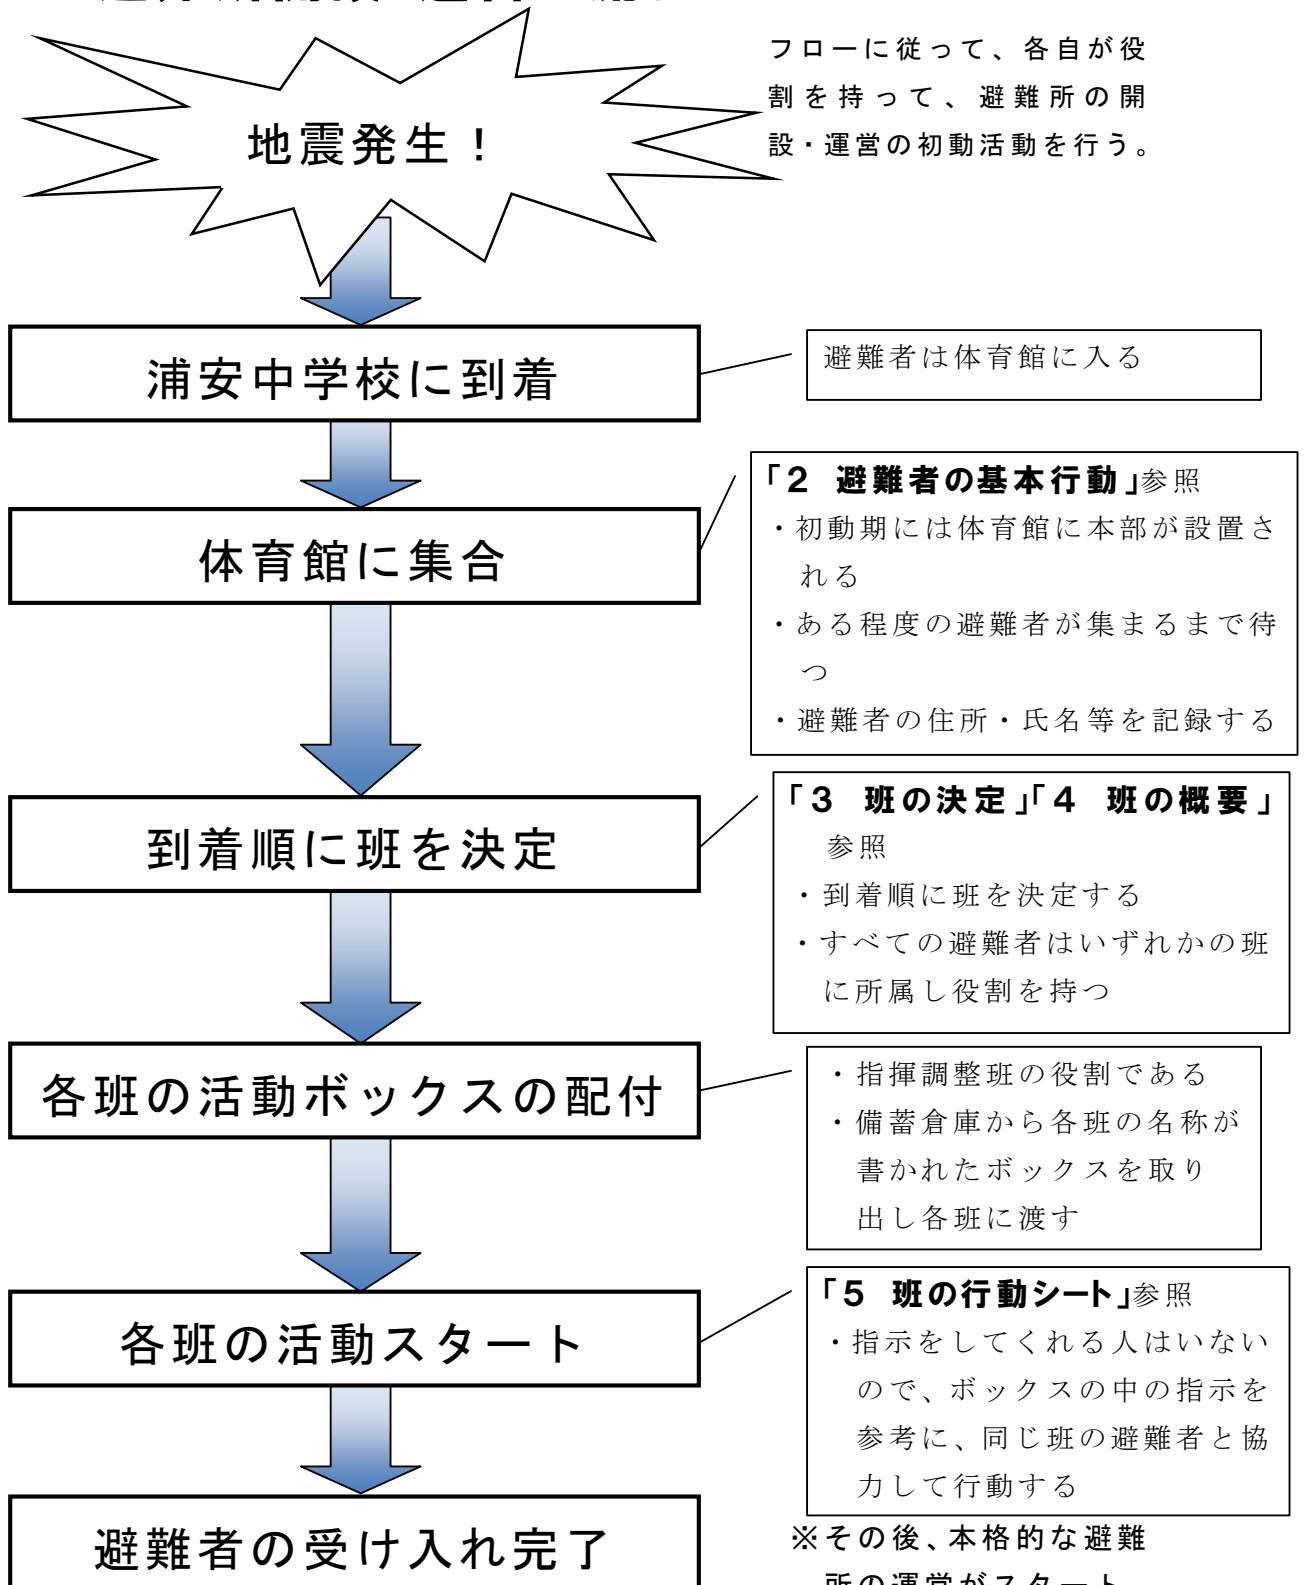 フローに従って、各自が役
割を持って、避難所の開
設・運営の初動活動を行う。
地震発生！
浦安中学校に到着
避難者は体育館に入る
体育館に集合
「２　避難者の基本行動」参照
・初動期には体育館に本部が設置さ
れる
・ある程度の避難者が集まるまで待
つ
・避難者の住所・氏名等を記録する
到着順に班を決定
「３　班の決定」「４　班の概要」
参照
・到着順に班を決定する
・すべての避難者はいずれかの班
に所属し役割を持つ
各班の活動ボックスの配付
・指揮調整班の役割である
・備蓄倉庫から各班の名称が
書かれたボックスを取り
出し各班に渡す
各班の活動スタート
「５　班の行動シート」参照
・指示をしてくれる人はいない
ので、ボックスの中の指示を
参考に、同じ班の避難者と協
力して行動する
避難者の受け入れ完了
※その後、本格的な避難
所の運営がスタート